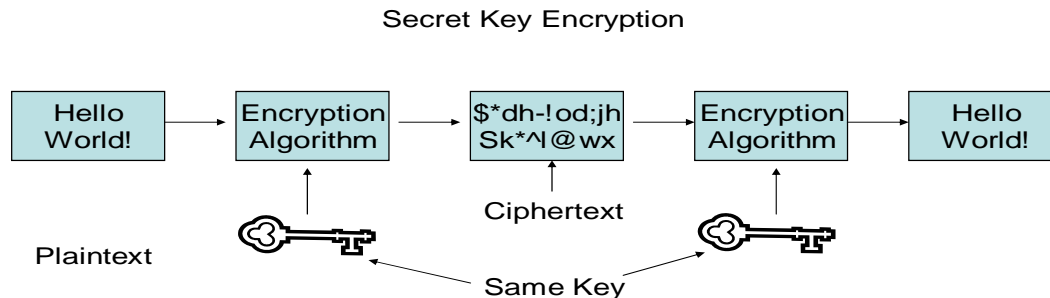 Secret Key Encryption
Hello
World!
Encryption
Algorithm
$*dh-!od;jh
Sk*^l@wx
Encryption
Algorithm
Hello
World!
Ciphertext
Plaintext
Same Key